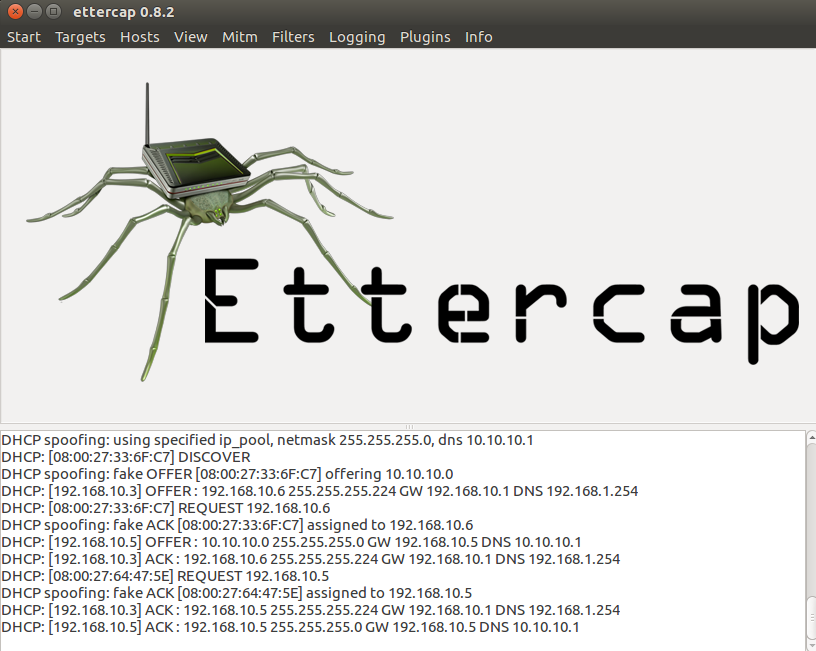 ettercap 0.8.2
Start Targets Hosts View Mitm Filters Logging Plugins Info
Ettercap
DHCP spoofing: using specified ip_pool, netmask 255.255.255.0, dns 10.10.10.1
DHCP: [08:00:27:33:6F:C7] DISCOVER
DHCP spoofing: fake OFFER [08:00:27:33:6F:C7] offering 10.10.10.0
DHCP: [192.168.10.3] OFFER : 192.168.10.6 255.255.255.224 GW 192.168.10.1 DNS 192.168.1.254
DHCP: [08:00:27:33:6F:C7] REQUEST 192.168.10.6
DHCP spoofing: fake ACK [08:00:27:33:6F:C7] assigned to 192.168.10.6
DHCP: [192.168.10.5] OFFER : 10.10.10.0 255.255.255.0 GW 192.168.10.5 DNS 10.10.10.1
DHCP: [192.168.10.3] ACK : 192.168.10.6 255.255.255.224 GW 192.168.10.1 DNS 192.168.1.254
DHCP: [08:00:27:64:47:5E] REQUEST 192.168.10.5
DHCP spoofing: fake ACK [08:00:27:64:47:5E] assigned to 192.168.10.5
DHCP: [192.168.10.3] ACK : 192.168.10.5 255.255.255.224 GW 192.168.10.1 DNS 192.168.1.254
DHCP: [192.168.10.5] ACK : 192.168.10.5 255.255.255.0 GW 192.168.10.5 DNS 10.10.10.1